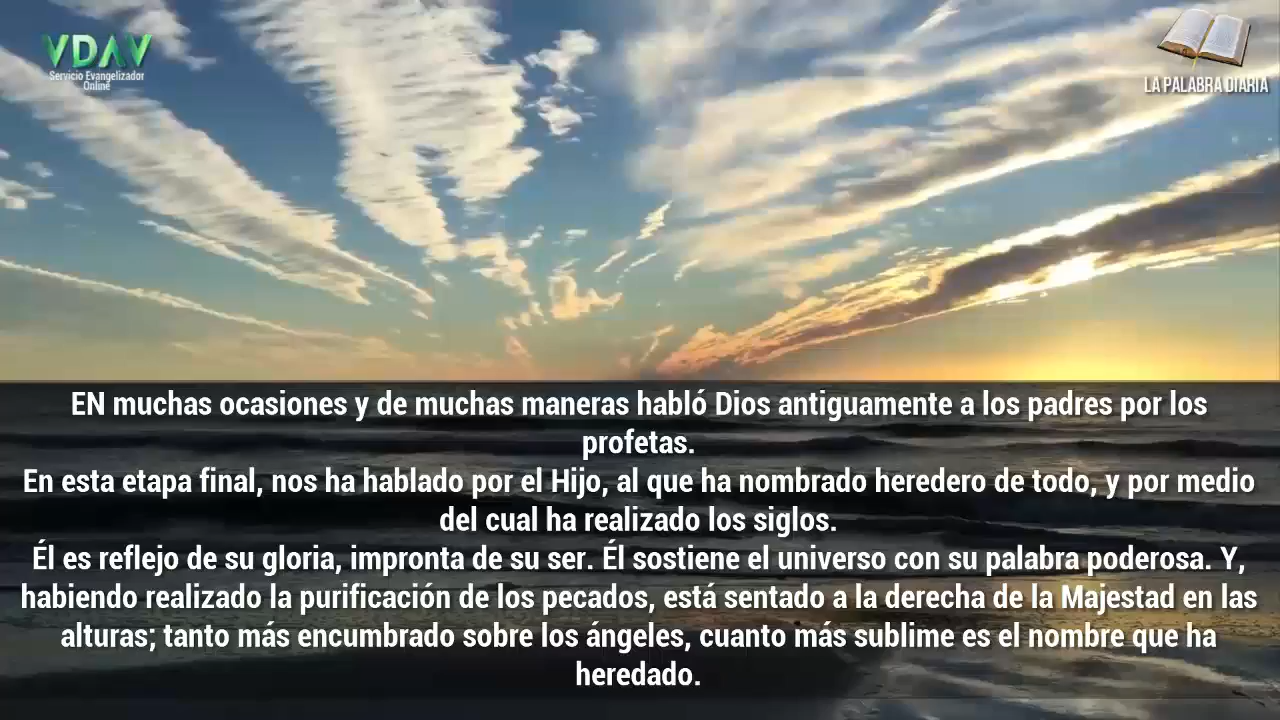 VDAV
Servicio Evangelizador
Online
LA PALABRA DIARIA
EN muchas ocasiones y de muchas maneras habló Dios antiguamente a los padres por los
profetas.
En esta etapa final, nos ha hablado por el Hijo, al que ha nombrado heredero de todo, y por medio
del cual ha realizado los siglos.
Él es reflejo de su gloria, impronta de su ser. Él sostiene el universo con su palabra poderosa. Y,
habiendo realizado la purificación de los pecados, está sentado a la derecha de la Majestad en las
alturas; tanto más encumbrado sobre los ángeles, cuanto más sublime es el nombre que ha
heredado.